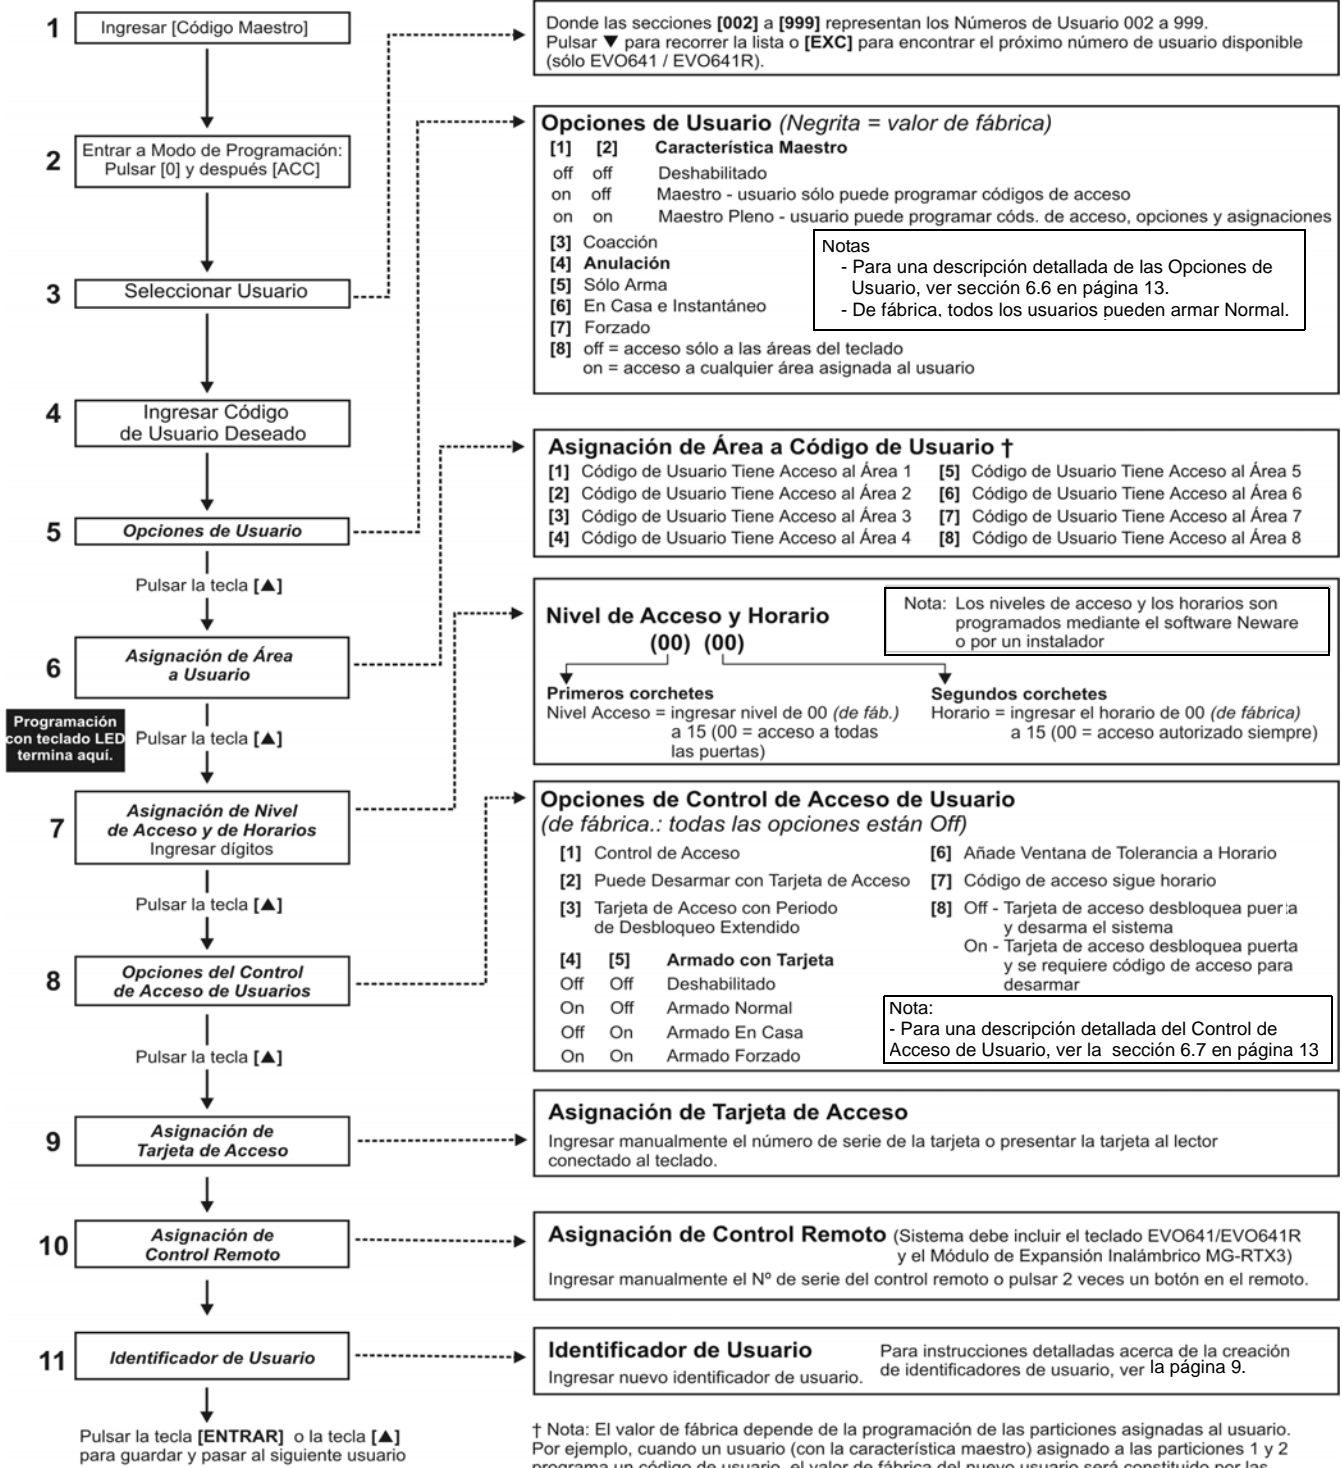 1
Ingresar [Código Maestro]
2
Entrar a Modo de Programación:
Pulsar [0] y después [ACC]
3
Seleccionar Usuario
4
Ingresar Código
de Usuario Deseado
5
Opciones de Usuario
Pulsar la tecla [▲]
6
Asignación de Área
a Usuario
Programación
con teclado LED
termina aquí.
Pulsar la tecla [▲]
7
Asignación de Nivel
de Acceso y de Horarios
Ingresar dígitos
Pulsar la tecla [▲]
8
Opciones del Control
de Acceso de Usuarios
Pulsar la tecla [▲]
9
Asignación de
Tarjeta de Acceso
10
Asignación de
Control Remoto
11
Identificador de Usuario
Pulsar la tecla [ENTRAR] o la tecla [▲]
para guardar y pasar al siguiente usuario
Donde las secciones [002] a [999] representan los Números de Usuario 002 a 999.
Pulsar ▼ para recorrer la lista o [EXC] para encontrar el próximo número de usuario disponible
(sólo EVO641 / EVO641R).
Opciones de Usuario (Negrita = valor de fábrica)
[1] [2] Característica Maestro
off off Deshabilitado
on off Maestro - usuario sólo puede programar códigos de acceso
on on Maestro Pleno - usuario puede programar códs. de acceso, opciones y asignaciones
[3] Coacción
[4] Anulación
[5] Sólo Arma
[6] En Casa e Instantáneo
[7] Forzado
[8] off = acceso sólo a las áreas del teclado
on = acceso a cualquier área asignada al usuario
Notas
- Para una descripción detallada de las Opciones de
Usuario, ver sección 6.6 en página 13.
- De fábrica, todos los usuarios pueden armar Normal.
Asignación de Área a Código de Usuario †
[1] Código de Usuario Tiene Acceso al Área 1 [5] Código de Usuario Tiene Acceso al Área 5
[2] Código de Usuario Tiene Acceso al Área 2 [6] Código de Usuario Tiene Acceso al Área 6
[3] Código de Usuario Tiene Acceso al Área 3 [7] Código de Usuario Tiene Acceso al Área 7
[4] Código de Usuario Tiene Acceso al Área 4 [8] Código de Usuario Tiene Acceso al Área 8
Nivel de Acceso y Horario
(00) (00)
Nota: Los niveles de acceso y los horarios son
programados mediante el software Neware
o por un instalador
Primeros corchetes
Nivel Acceso = ingresar nivel de 00 (de fáb.)
a 15 (00 = acceso a todas
las puertas)
Segundos corchetes
Horario = ingresar el horario de 00 (de fábrica)
a 15 (00 = acceso autorizado siempre)
Opciones de Control de Acceso de Usuario
(de fábrica.: todas las opciones están Off)
[1] Control de Acceso
[2] Puede Desarmar con Tarjeta de Acceso
[3] Tarjeta de Acceso con Periodo
de Desbloqueo Extendido
[4] [5] Armado con Tarjeta
Off Off Deshabilitado
On Off Armado Normal
Off On Armado En Casa
On On Armado Forzado
[6] Añade Ventana de Tolerancia a Horario
[7] Código de acceso sigue horario
[8] Off - Tarjeta de acceso desbloquea puerta
y desarma el sistema
On - Tarjeta de acceso desbloquea puerta
y se requiere código de acceso para
desarmar
Nota:
- Para una descripción detallada del Control de
Acceso de Usuario, ver la sección 6.7 en página 13
Asignación de Tarjeta de Acceso
Ingresar manualmente el número de serie de la tarjeta o presentar la tarjeta al lector
conectado al teclado.
Asignación de Control Remoto (Sistema debe incluir el teclado EVO641/EVO641R
y el Módulo de Expansión Inalámbrico MG-RTX3)
Ingresar manualmente el Nº de serie del control remoto o pulsar 2 veces un botón en el remoto.
Identificador de Usuario
Ingresar nuevo identificador de usuario.
Para instrucciones detalladas acerca de la creación
de identificadores de usuario, ver la página 9.
† Nota: El valor de fábrica depende de la programación de las particiones asignadas al usuario.
Por ejemplo, cuando un usuario (con la característica maestro) asignado a las particiones 1 y 2
programa un código de usuario, el valor de fábrica del nuevo usuario será constituido por las